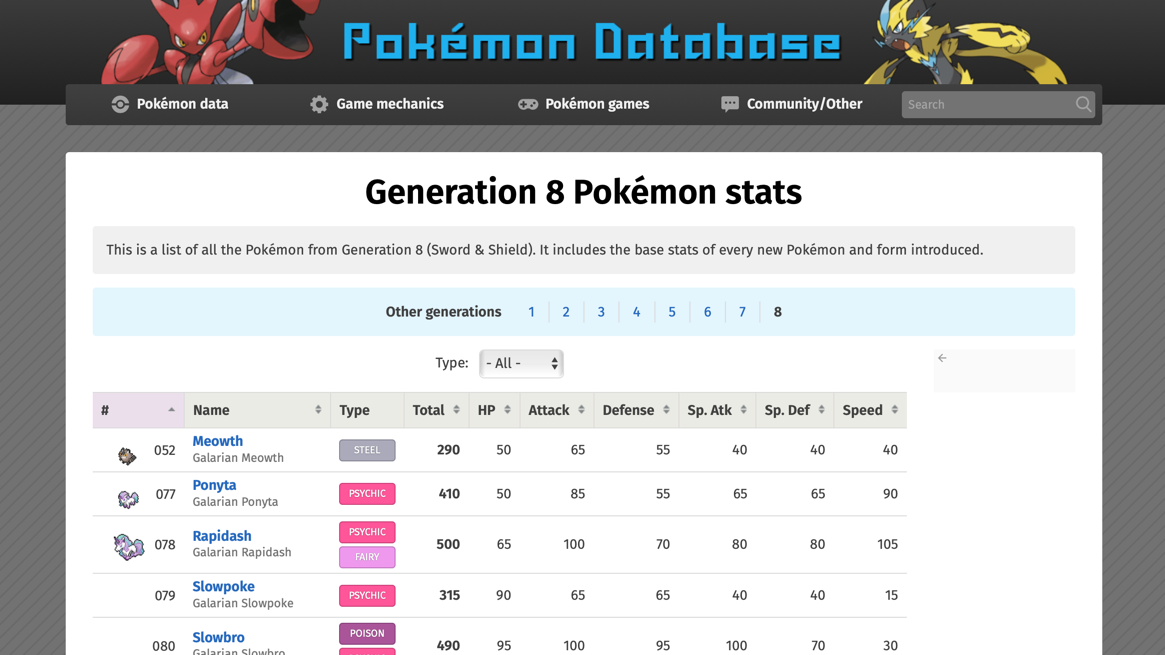 Pokémon Database
Pokémon data Game mechanics Pokémon games Community/Other Search
Generation 8 Pokémon stats
This is a list of all the Pokémon from Generation 8 (Sword & Shield). It includes the base stats of every new Pokémon and form introduced.
Other generations 1 2 3 4 5 6 7 8
Type: - All -
# Name Type Total HP Attack Defense Sp. Atk Sp. Def Speed
052 Meowth STEEL 290 50 65 55 40 40 40
Galarian Meowth
077 Ponyta PSYCHIC 410 50 85 55 65 65 90
Galarian Ponyta
078 Rapidash PSYCHIC 500 65 100 70 80 80 105
Galarian Rapidash FAIRY
079 Slowpoke PSYCHIC 315 90 65 65 40 40 15
Galarian Slowpoke
080 Slowbro POISON 490 95 100 95 100 70 30
Galarian Slowbro